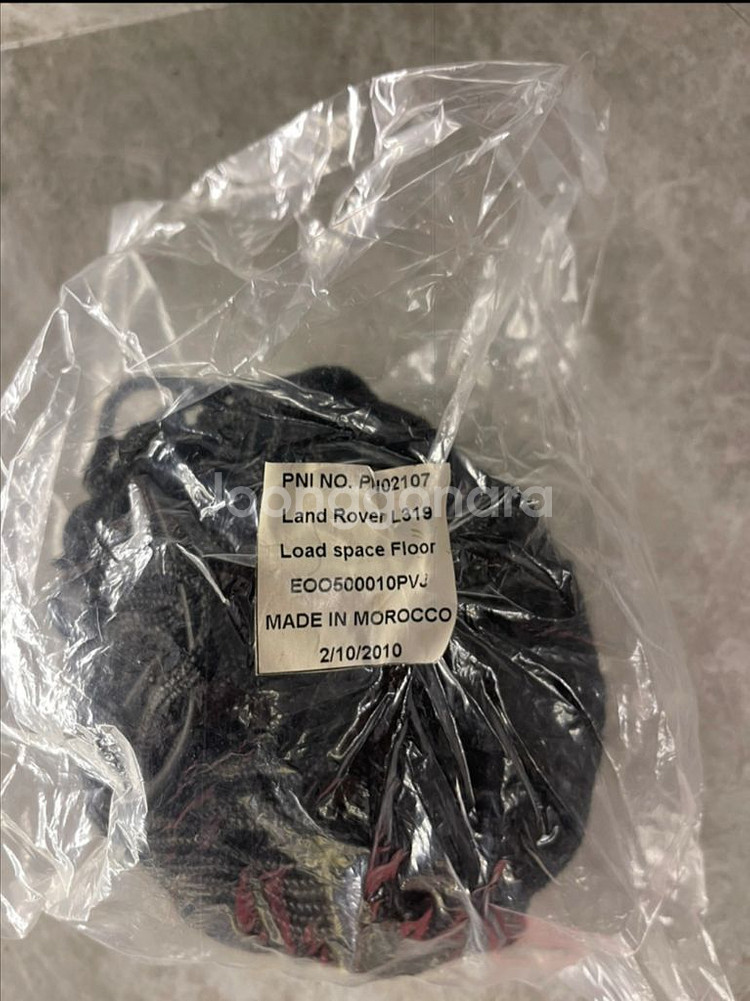 PNI NO. PH02107
Land Rover L319
Load space Floor
EOO500010PVJ
MADE IN MOROCCO
2/10/2010